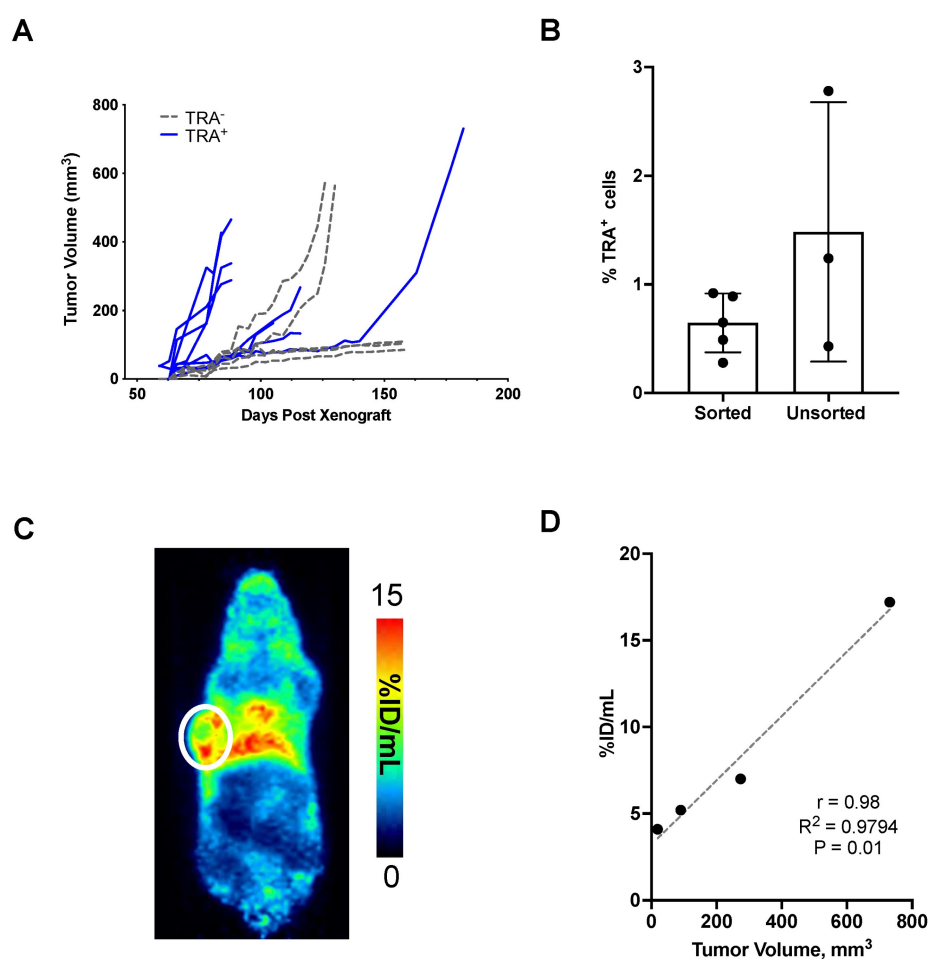 A
TRA⁻
TRA⁺
Tumor Volume (mm³)
800
600
400
200
0
50
100
150
200
Days Post Xenograft
B
% TRA⁺ cells
3
2
1
0
Sorted
Unsorted
C
15
%ID/mL
0
D
%ID/mL
20
15
10
5
0
r = 0.98
R² = 0.9794
P = 0.01
0
200
400
600
800
Tumor Volume, mm³